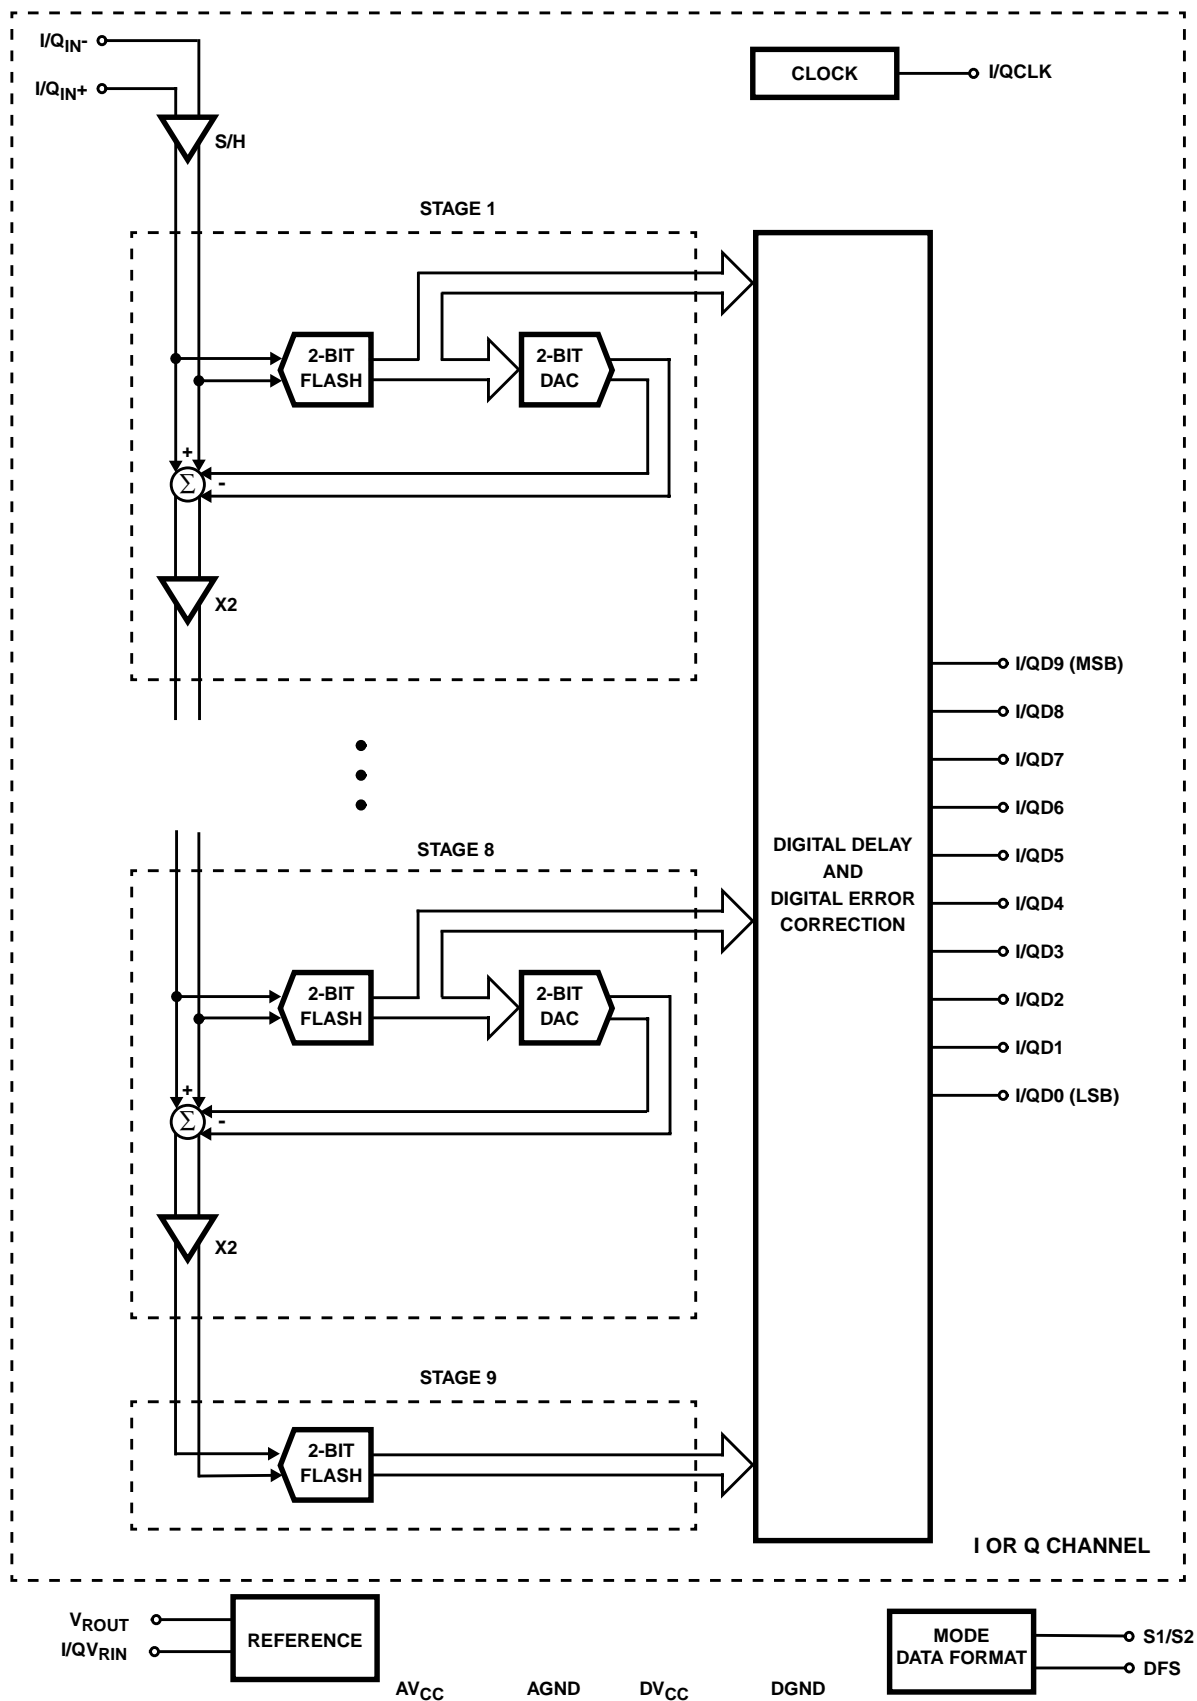 I/QIN-
I/QIN+
S/H
CLOCK
I/QCLK
STAGE 1
2-BIT
FLASH
2-BIT
DAC
+
Σ
-
X2
I/QD9 (MSB)
I/QD8
I/QD7
I/QD6
I/QD5
I/QD4
I/QD3
I/QD2
I/QD1
I/QD0 (LSB)
DIGITAL DELAY
AND
DIGITAL ERROR
CORRECTION
STAGE 8
2-BIT
FLASH
2-BIT
DAC
+
Σ
-
X2
STAGE 9
2-BIT
FLASH
I OR Q CHANNEL
VROUT
I/QVRIN
REFERENCE
AVCC
AGND
DVCC
DGND
MODE
DATA FORMAT
S1/S2
DFS